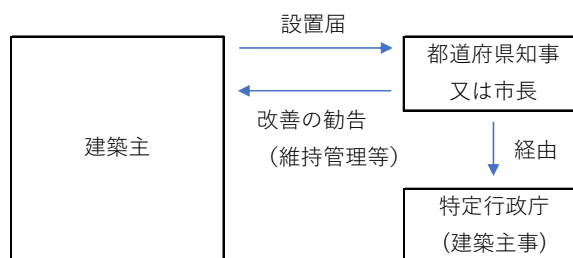 設置届
都道府県知事
又は市長
改善の勧告
（維持管理等）
建築主
経由
特定行政庁
(建築主事)